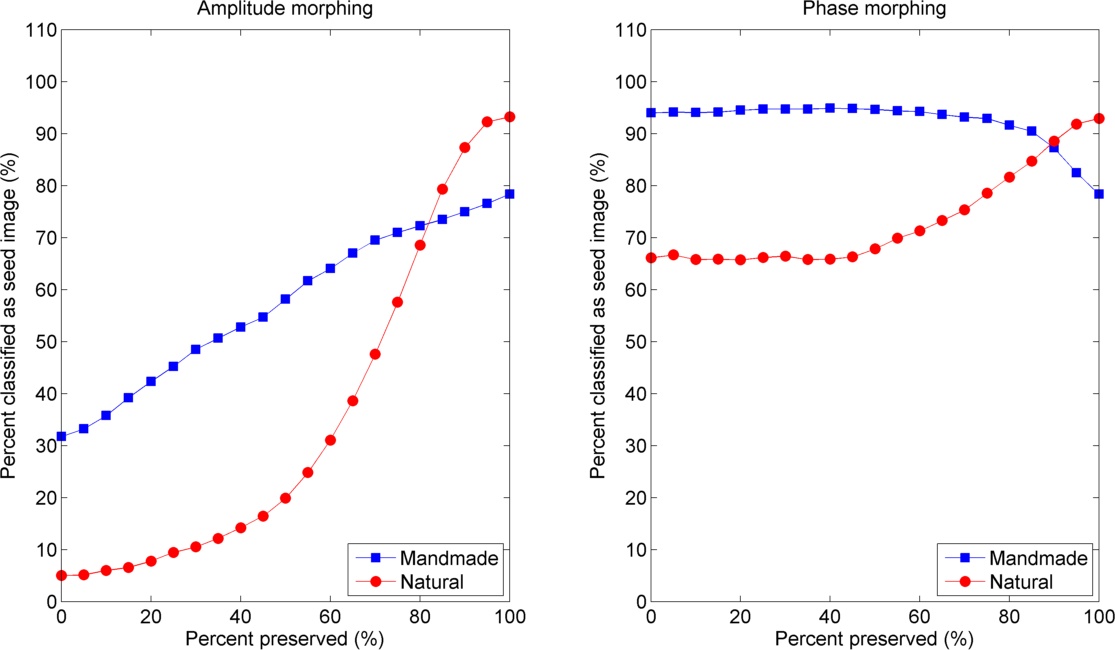 Amplitude morphing
110
100
90
80
70
60
50
40
30
20
10
0
Percent classified as seed image (%)
0 20 40 60 80 100
Percent preserved (%)
Mandmade
Natural
Phase morphing
110
100
90
80
70
60
50
40
30
20
10
0
Percent classified as seed image (%)
0 20 40 60 80 100
Percent preserved (%)
Mandmade
Natural